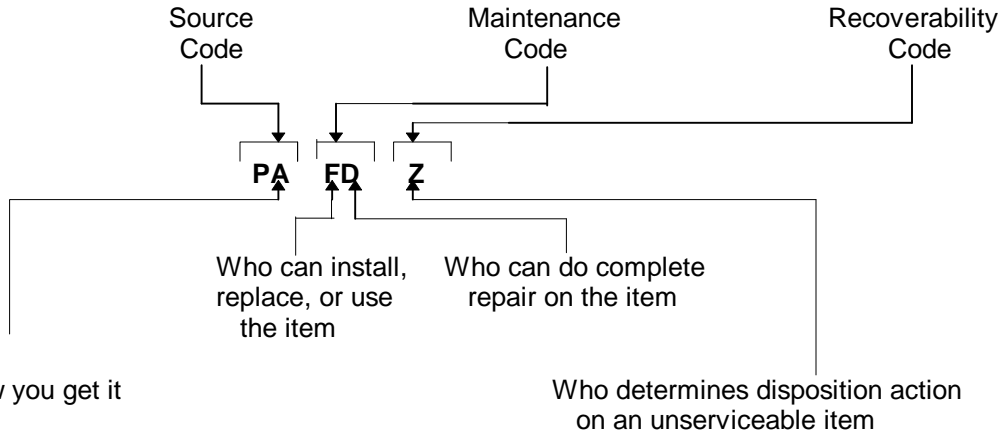 Source
Code
Maintenance
Code
Recoverability
Code
PA FD Z
Who can install,
replace, or use
the item
Who can do complete
repair on the item
you get it
Who determines disposition action
on an unserviceable item